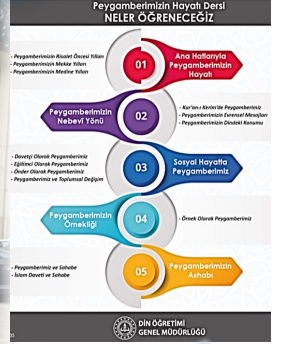 Peygamberimizin Hayatı Dersi
NELER ÖĞRENECEĞİZ
- Peygamberimizin Risalet Öncesi Yılları
- Peygamberimizin Mekke Yılları
- Peygamberimizin Medine Yılları
01
Ana Hatlarıyla
Peygamberimizin
Hayatı
Peygamberimizin
Nebevî Yönü
02
- Kur'an-ı Kerim'de Peygamberimiz
- Peygamberimizin Evrensel Mesajları
- Peygamberimizin Dindeki Konumu
- Davetçi Olarak Peygamberimiz
- Eğitimci Olarak Peygamberimiz
- Önder Olarak Peygamberimiz
- Peygamberimiz ve Toplumsal Değişim
03
Sosyal Hayatta
Peygamberimiz
Peygamberimizin
Örnekliği
04
- Örnek Olarak Peygamberimiz
- Peygamberimiz ve Sahabe
- İslam Daveti ve Sahabe
05
Peygamberimizin
Ashabı
DİN ÖĞRETİMİ
GENEL MÜDÜRLÜĞÜ